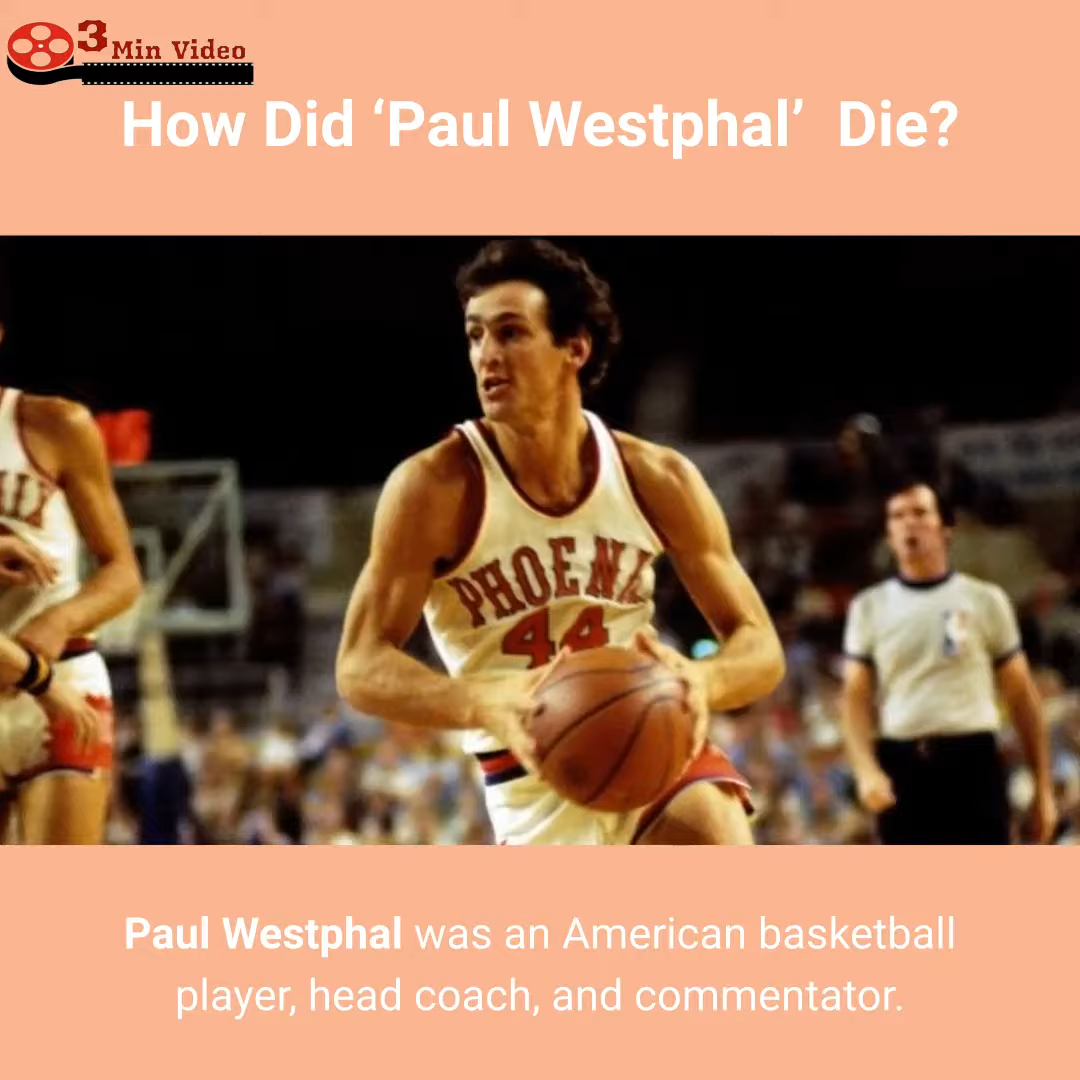 3 Min Video
How Did ‘Paul Westphal’  Die?
PHOENI
44
Paul Westphal was an American basketball
player, head coach, and commentator.